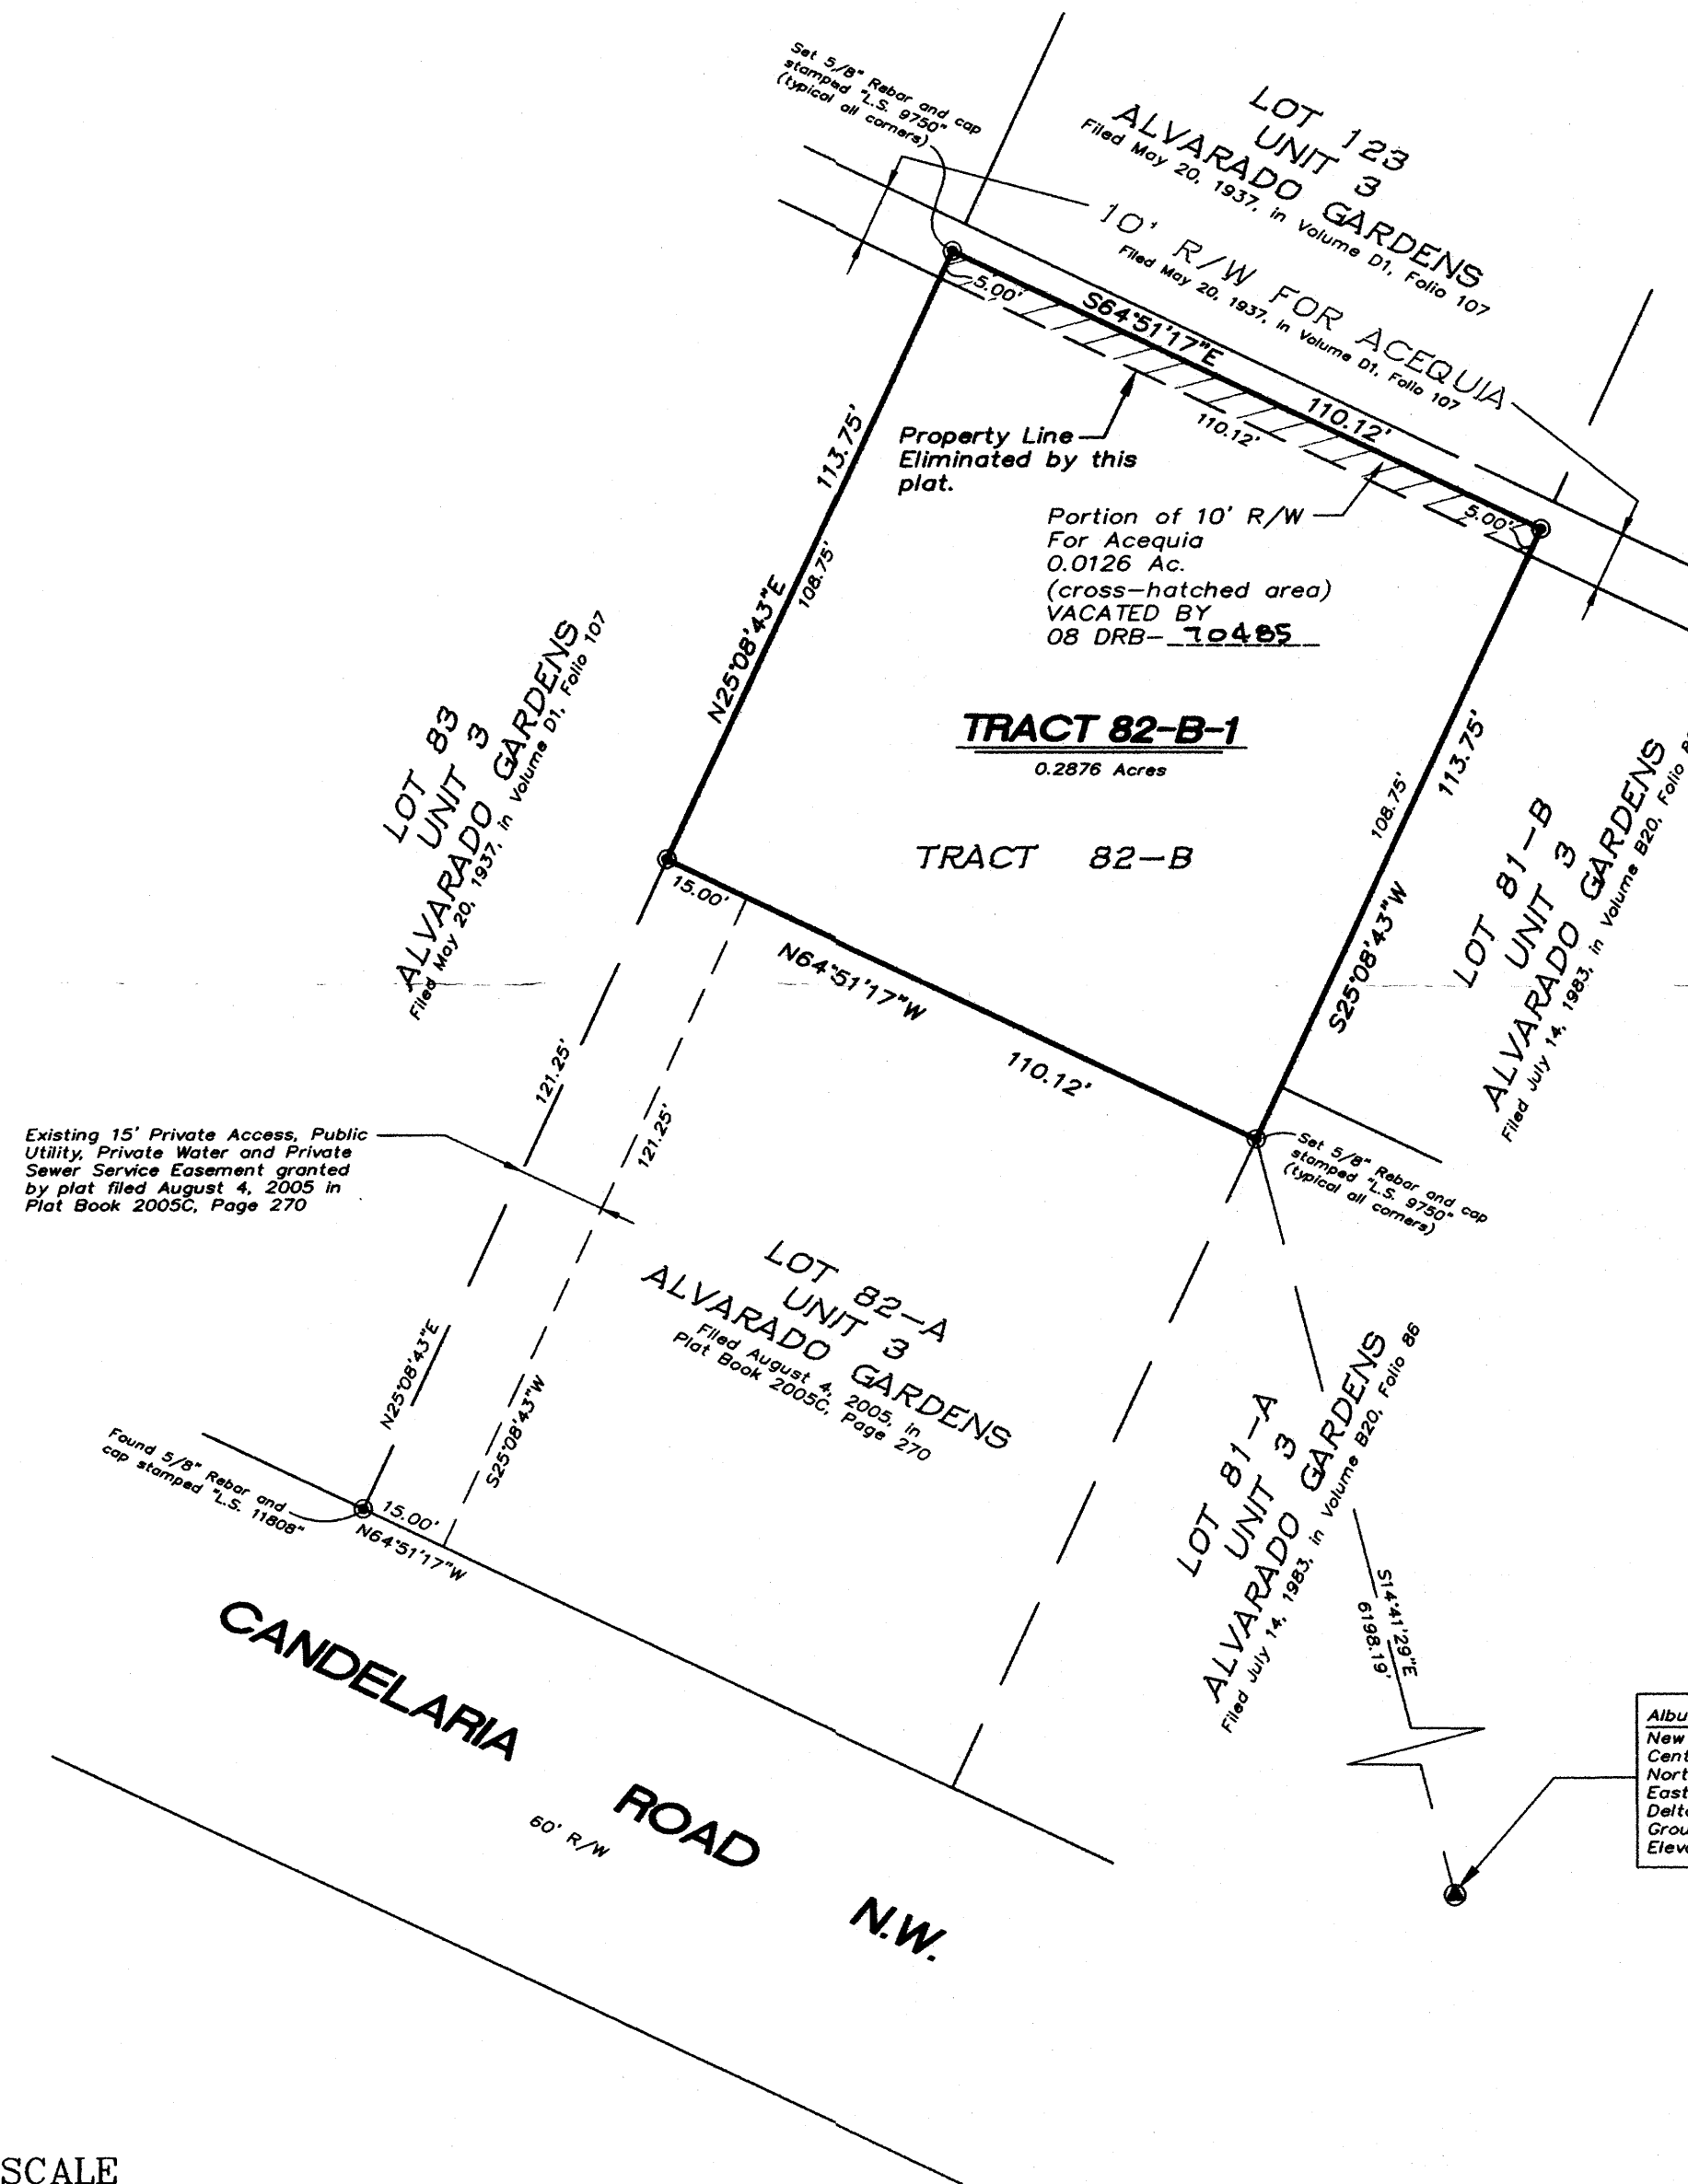 Set 5/8" Rebar and cap
stamped "L.S. 9750"
(typical all corners)
LOT 123
UNIT 3
ALVARADO GARDENS
Filed May 20, 1937, in Volume D1, Folio 107
10' R/W FOR ACEQUIA
Filed May 20, 1937, in Volume D1, Folio 107
5.00'
S64°51'17"E
110.12'
110.12'
5.00'
Property Line
Eliminated by this
plat.
Portion of 10' R/W
For Acequia
0.0126 Ac.
(cross-hatched area)
VACATED BY
08 DRB- 70485
113.75'
108.75'
N25°08'43"E
TRACT 82-B-1
0.2876 Acres
TRACT 82-B
113.75'
108.75'
S25°08'43"W
LOT 83
UNIT 3
ALVARADO GARDENS
Filed May 20, 1937, in Volume D1, Folio 107
LOT 81-B
UNIT 3
ALVARADO GARDENS
Filed July 14, 1983, in Volume B20, Folio
15.00'
N64°51'17"W
110.12'
121.25'
121.25'
Existing 15' Private Access, Public
Utility, Private Water and Private
Sewer Service Easement granted
by plat filed August 4, 2005 in
Plat Book 2005C, Page 270
Set 5/8" Rebar and cap
stamped "L.S. 9750"
(typical all corners)
LOT 82-A
UNIT 3
ALVARADO GARDENS
Filed August 4, 2005, in
Plat Book 2005C, Page 270
N25°08'43"E
S25°08'43"W
LOT 81-A
UNIT 3
ALVARADO GARDENS
Filed July 14, 1983, in Volume B20, Folio 86
Found 5/8" Rebar and
cap stamped "L.S. 11808"
15.00'
N64°51'17"W
S14°41'29"E
6198.19'
CANDELARIA ROAD N.W.
60' R/W
Albu
New
Cent
Nort
East
Delt
Grou
Elev
SCALE